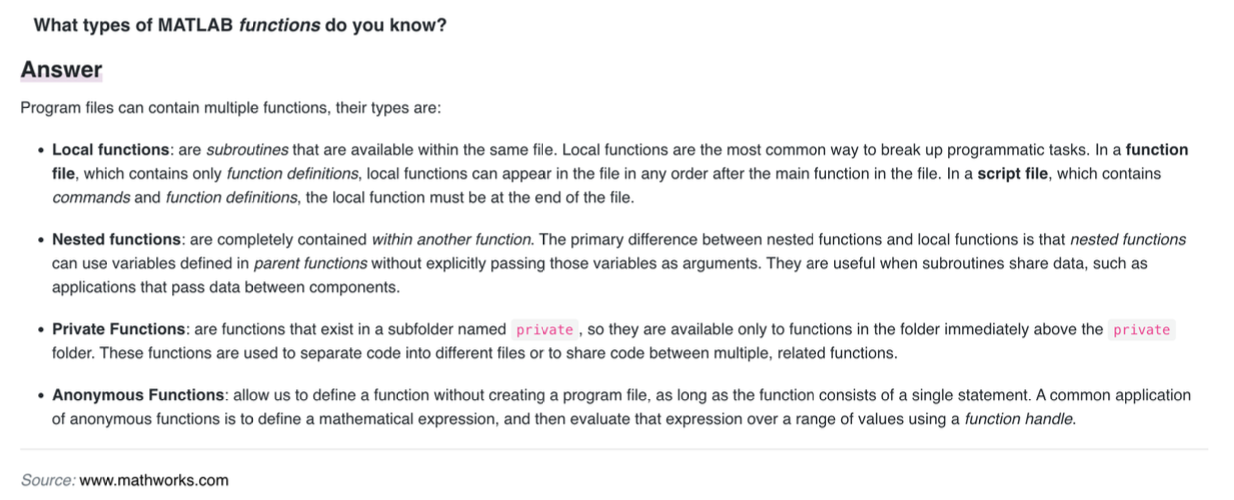 What types of MATLAB functions do you know?
Answer
Program files can contain multiple functions, their types are:
• Local functions: are subroutines that are available within the same file. Local functions are the most common way to break up programmatic tasks. In a function
file, which contains only function definitions, local functions can appear in the file in any order after the main function in the file. In a script file, which contains
commands and function definitions, the local function must be at the end of the file.
• Nested functions: are completely contained within another function. The primary difference between nested functions and local functions is that nested functions
can use variables defined in parent functions without explicitly passing those variables as arguments. They are useful when subroutines share data, such as
applications that pass data between components.
• Private Functions: are functions that exist in a subfolder named private , so they are available only to functions in the folder immediately above the private
folder. These functions are used to separate code into different files or to share code between multiple, related functions.
• Anonymous Functions: allow us to define a function without creating a program file, as long as the function consists of a single statement. A common application
of anonymous functions is to define a mathematical expression, and then evaluate that expression over a range of values using a function handle.
Source: www.mathworks.com